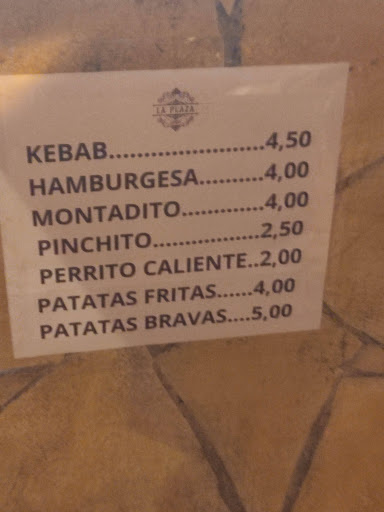 LA PLAZA
KEBAB......................4,50
HAMBURGESA.........4,00
MONTADITO............4,00
PINCHITO...............2,50
PERRITO CALIENTE..2,00
PATATAS FRITAS......4,00
PATATAS BRAVAS....5,00